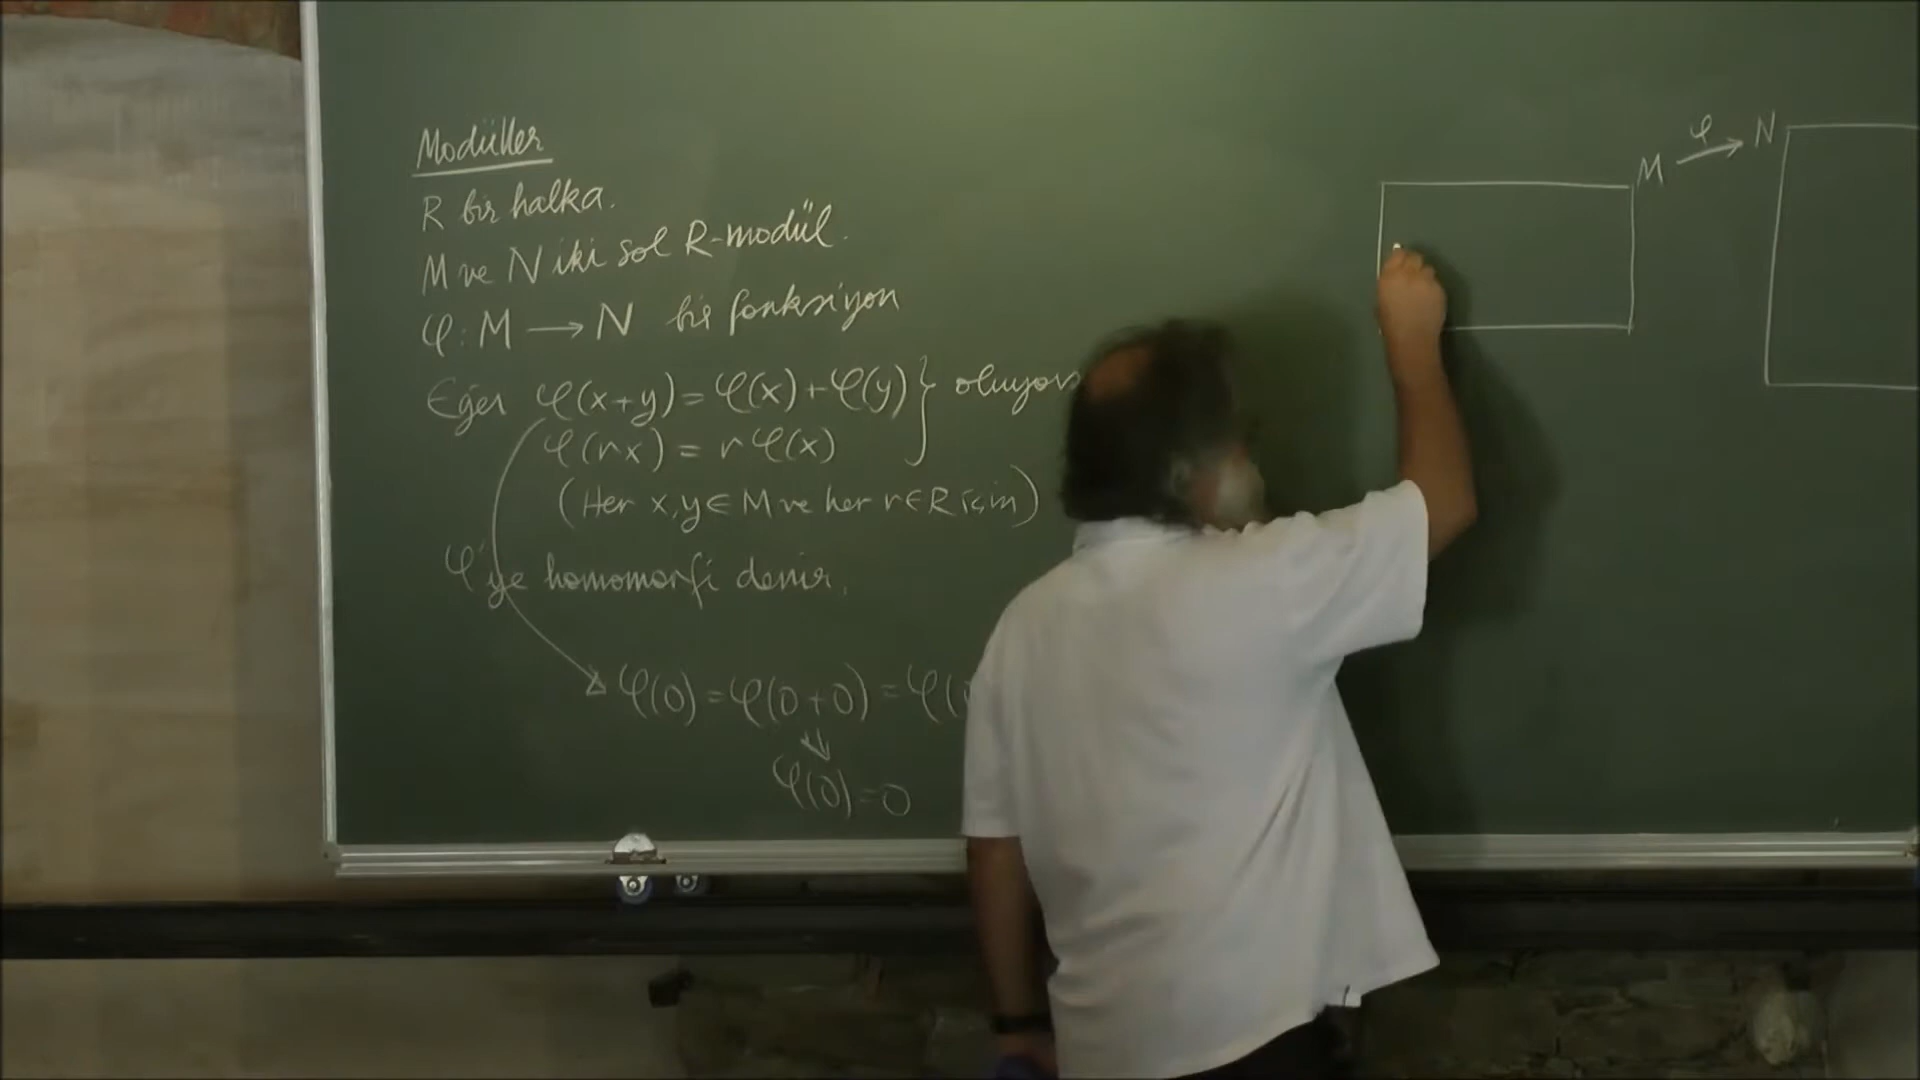 Modüller
R bir halka.
M ve N iki sol R-modül.
φ: M → N bir fonksiyon
Eğer φ(x+y) = φ(x)+φ(y) }
φ(rx) = rφ(x)
(Her x,y ∈ M ve her r ∈ R için)
φ'ye homomorfi denir.
φ(0) = φ(0+0) = φ(
⇓
φ(0)=0
M →φ N